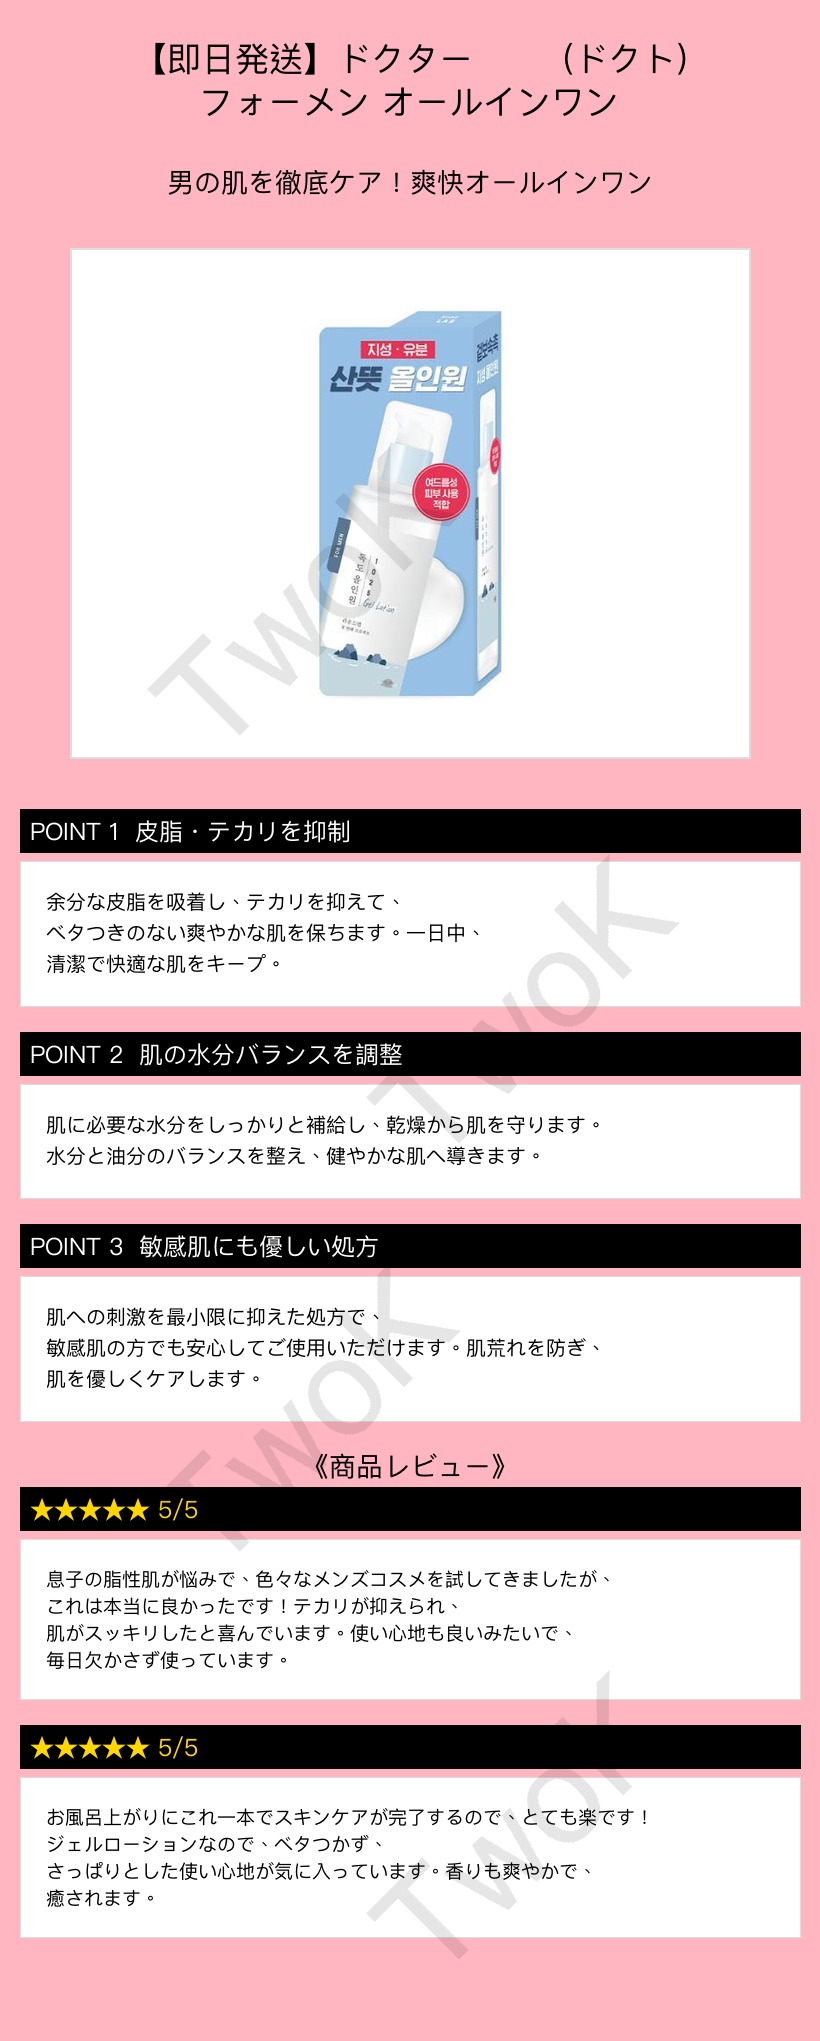 【即日発送】ドクター　　（ドクト）
フォーメン オールインワン
男の肌を徹底ケア！爽快オールインワン
LAB
지성·유분
산뜻 올인원
겉보속촉
지성 올인원
여드름성
피부 사용
적합
FOR MEN
독도 올인원
1025
Gel Lotion
라운드랩
TwoK
POINT 1 皮脂・テカリを抑制
余分な皮脂を吸着し、テカリを抑えて、
ベタつきのない爽やかな肌を保ちます。一日中、
清潔で快適な肌をキープ。
TwoK
POINT 2 肌の水分バランスを調整
肌に必要な水分をしっかりと補給し、乾燥から肌を守ります。
水分と油分のバランスを整え、健やかな肌へ導きます。
POINT 3 敏感肌にも優しい処方
肌への刺激を最小限に抑えた処方で、
敏感肌の方でも安心してご使用いただけます。肌荒れを防ぎ、
肌を優しくケアします。
TwoK
《商品レビュー》
★★★★★ 5/5
息子の脂性肌が悩みで、色々なメンズコスメを試してきましたが、
これは本当に良かったです！テカリが抑えられ、
肌がスッキリしたと喜んでいます。使い心地も良いみたいで、
毎日欠かさず使っています。
★★★★★ 5/5
お風呂上がりにこれ一本でスキンケアが完了するので、とても楽です！
ジェルローションなので、ベタつかず、
さっぱりとした使い心地が気に入っています。香りも爽やかで、
癒されます。
TwoK